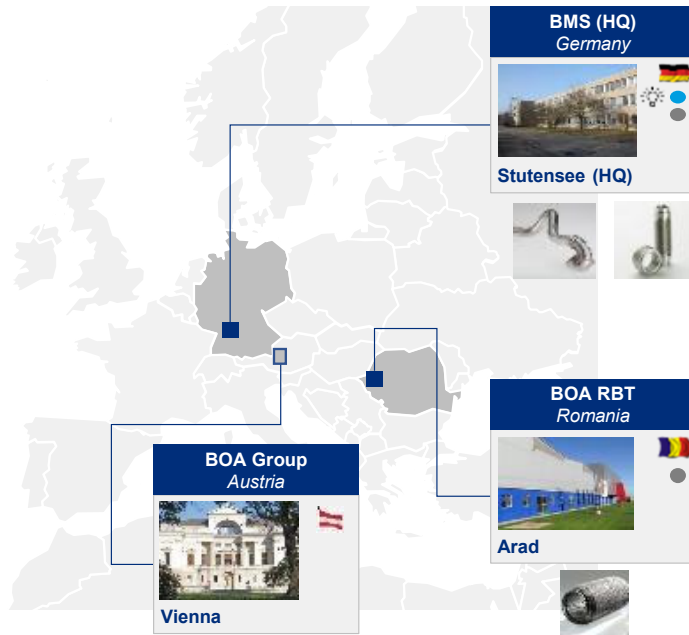 BMS (HQ)
Germany
Stutensee (HQ)
BOA RBT
Romania
Arad
BOA Group
Austria
Vienna